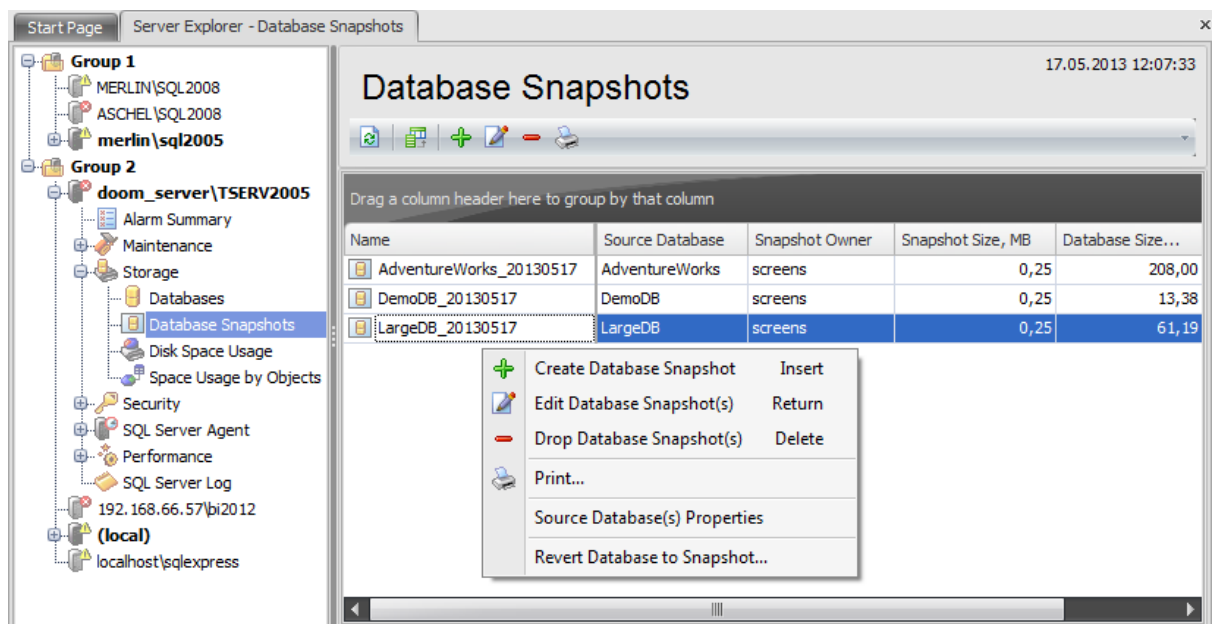 Start Page
Server Explorer - Database Snapshots
Group 1
MERLIN\SQL2008
ASCHEL\SQL2008
merlin\sql2005
Group 2
doom_server\TSERV2005
Alarm Summary
Maintenance
Storage
Databases
Database Snapshots
Disk Space Usage
Space Usage by Objects
Security
SQL Server Agent
Performance
SQL Server Log
192.168.66.57\bi2012
(local)
localhost\sqlexpress
17.05.2013 12:07:33
Database Snapshots
Drag a column header here to group by that column
Name Source Database Snapshot Owner Snapshot Size, MB Database Size...
AdventureWorks_20130517 AdventureWorks screens 0,25 208,00
DemoDB_20130517 DemoDB screens 0,25 13,38
LargeDB_20130517 LargeDB screens 0,25 61,19
Create Database Snapshot Insert
Edit Database Snapshot(s) Return
Drop Database Snapshot(s) Delete
Print...
Source Database(s) Properties
Revert Database to Snapshot...